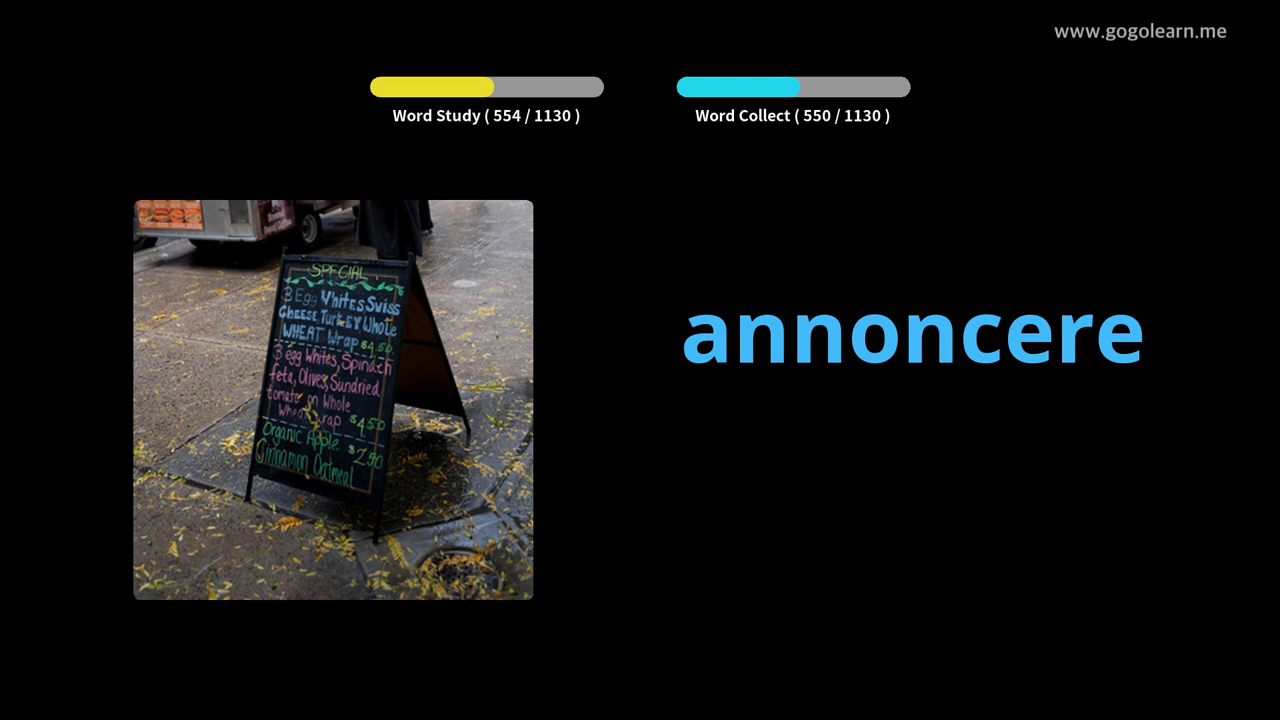 www.gogolearn.me
Word Study ( 554 / 1130 )
Word Collect ( 550 / 1130 )
SPECIAL
3 Egg Whites Swiss
Cheese, Turkey Whole
WHEAT Wrap $4.50
3 egg Whites, Spinach
feta, Olives, Sundried
tomato on Whole
Wheat Wrap $4.50
Organic Apple
Cinnamon Oatmeal $2.50
annoncere